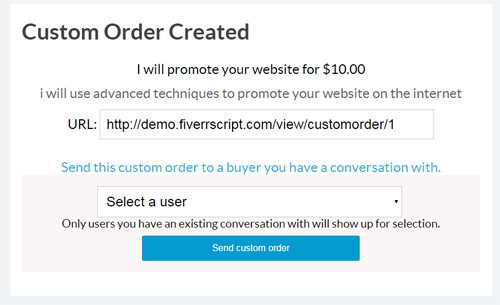 Custom Order Created
I will promote your website for $10.00
i will use advanced techniques to promote your website on the internet
URL: http://demo.fiverrscript.com/view/customorder/1
Send this custom order to a buyer you have a conversation with.
Select a user
Only users you have an existing conversation with will show up for selection.
Send custom order